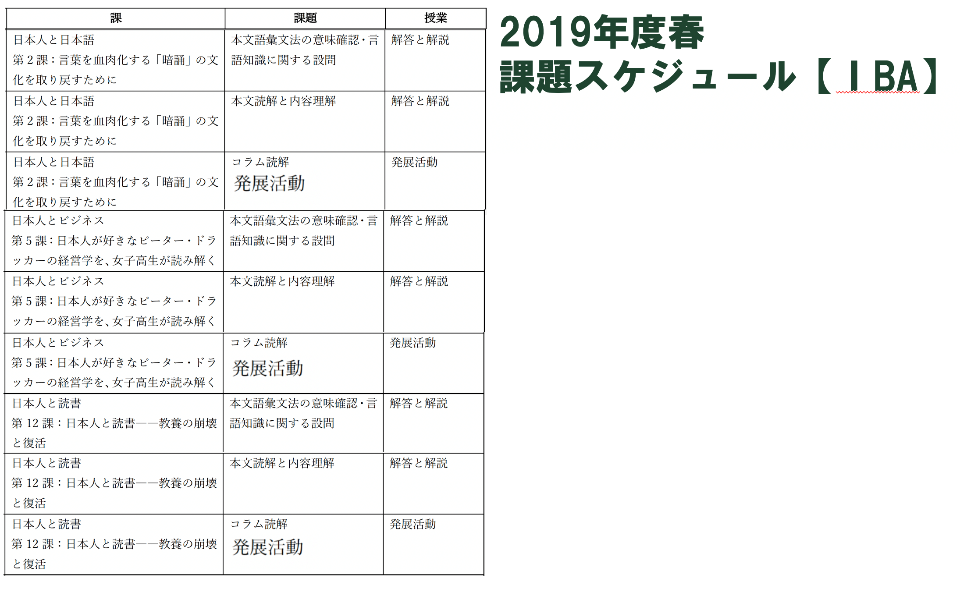 課 課題 授業
日本人と日本語 本文語彙文法の意味確認・言 解答と解説
第2課：言葉を血肉化する「暗誦」の文 語知識に関する設問
化を取り戻すために
日本人と日本語 本文読解と内容理解 解答と解説
第2課：言葉を血肉化する「暗誦」の文
化を取り戻すために
日本人と日本語 コラム読解 発展活動
第2課：言葉を血肉化する「暗誦」の文 発展活動
化を取り戻すために
日本人とビジネス 本文語彙文法の意味確認・言 解答と解説
第5課：日本人が好きなピーター・ドラ 語知識に関する設問
ッカーの経営学を、女子高生が読み解く
日本人とビジネス 本文読解と内容理解 解答と解説
第5課：日本人が好きなピーター・ドラ
ッカーの経営学を、女子高生が読み解く
日本人とビジネス コラム読解 発展活動
第5課：日本人が好きなピーター・ドラ 発展活動
ッカーの経営学を、女子高生が読み解く
日本人と読書 本文語彙文法の意味確認・言 解答と解説
第12課：日本人と読書――教養の崩壊 語知識に関する設問
と復活
日本人と読書 本文読解と内容理解 解答と解説
第12課：日本人と読書――教養の崩壊
と復活
日本人と読書 コラム読解 発展活動
第12課：日本人と読書――教養の崩壊 発展活動
と復活
2019年度春
課題スケジュール【ⅠBA】